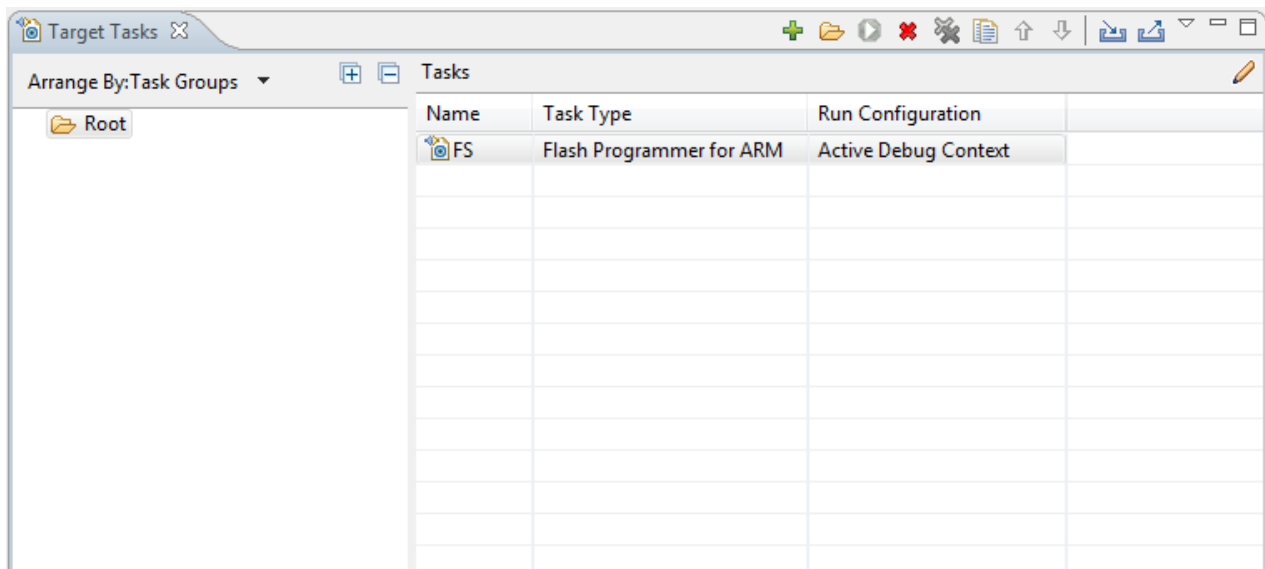 Target Tasks
Arrange By:Task Groups
Root
Tasks
Name Task Type Run Configuration
FS Flash Programmer for ARM Active Debug Context